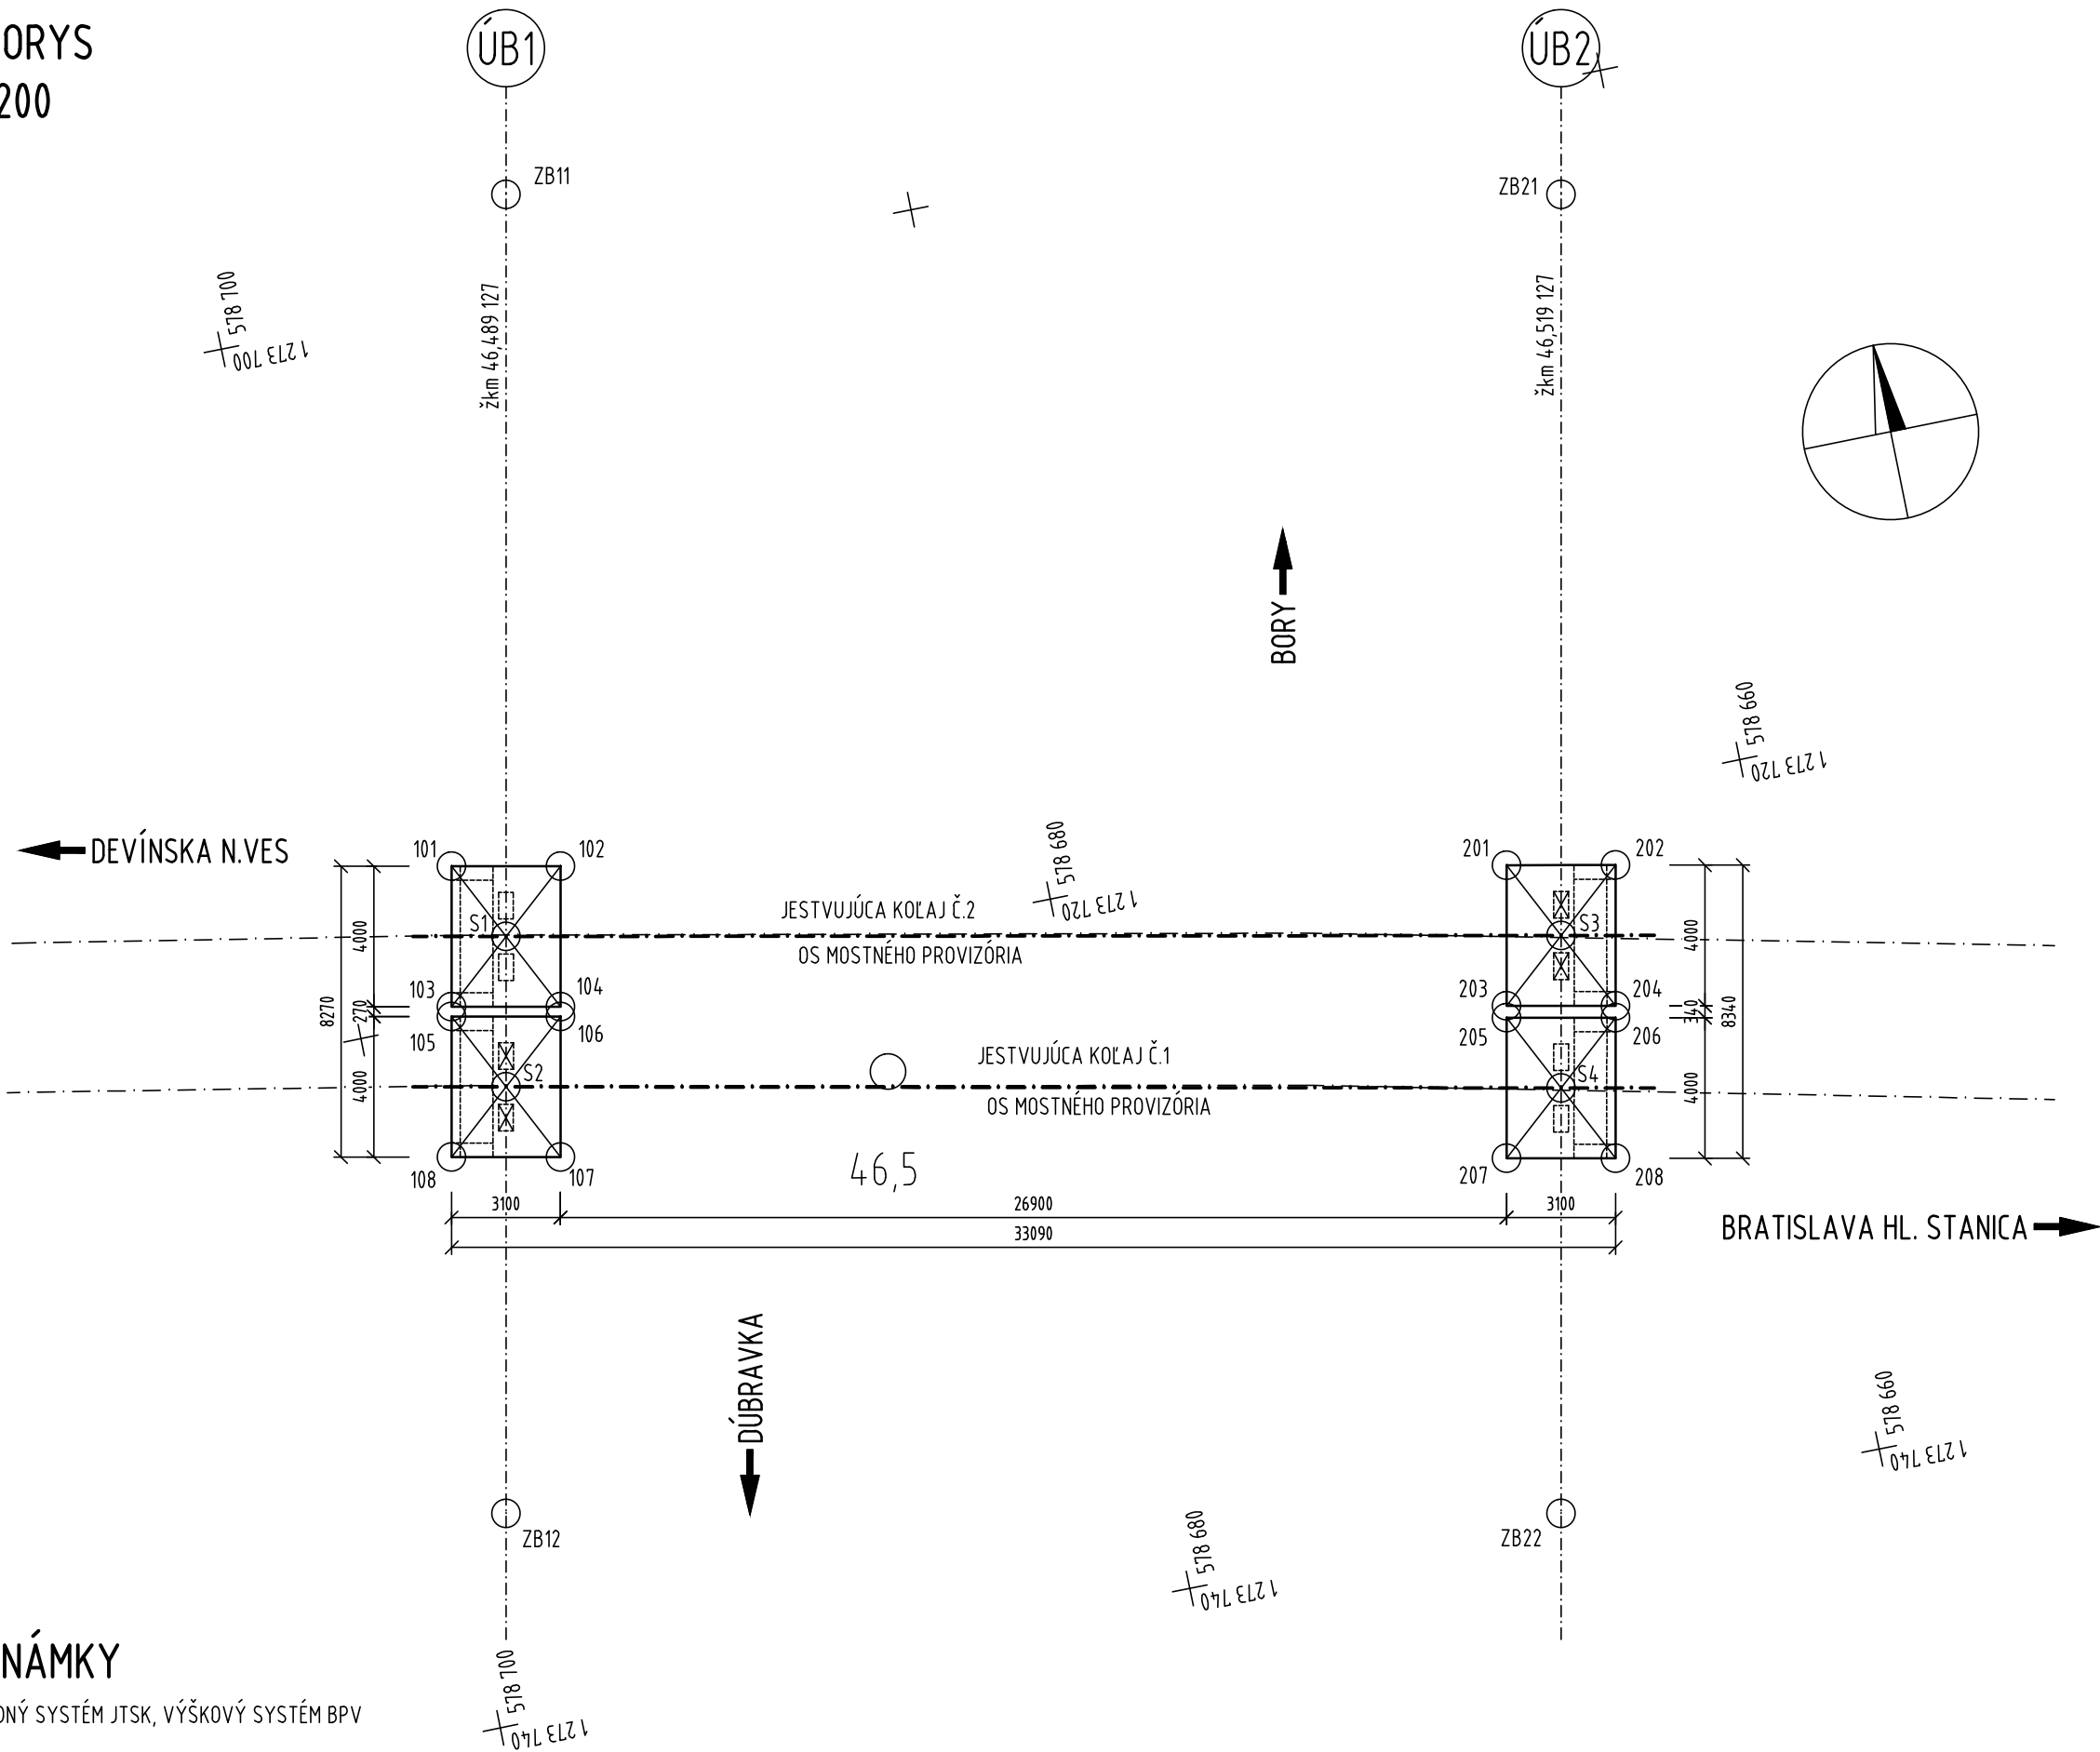 ORYS
200
ÚB1
ÚB2
ZB11
ZB21
578 700
1 273 700
žkm 46,489 127
žkm 46,519 127
BORY
578 660
1 273 720
DEVÍNSKA N.VES
101
102
201
202
578 680
1 273 720
JESTVUJÚCA KOĽAJ Č.2
OS MOSTNÉHO PROVIZÓRIA
S1
S3
4000
4000
103
104
203
204
8270
270
340
8340
105
106
205
206
JESTVUJÚCA KOĽAJ Č.1
OS MOSTNÉHO PROVIZÓRIA
S2
S4
4000
4000
108
107
207
208
46,5
3100
26900
3100
33090
BRATISLAVA HL. STANICA
DÚBRAVKA
578 660
1 273 740
ZB12
ZB22
578 680
1 273 740
NÁMKY
DNÝ SYSTÉM JTSK, VÝŠKOVÝ SYSTÉM BPV
578 700
1 273 740